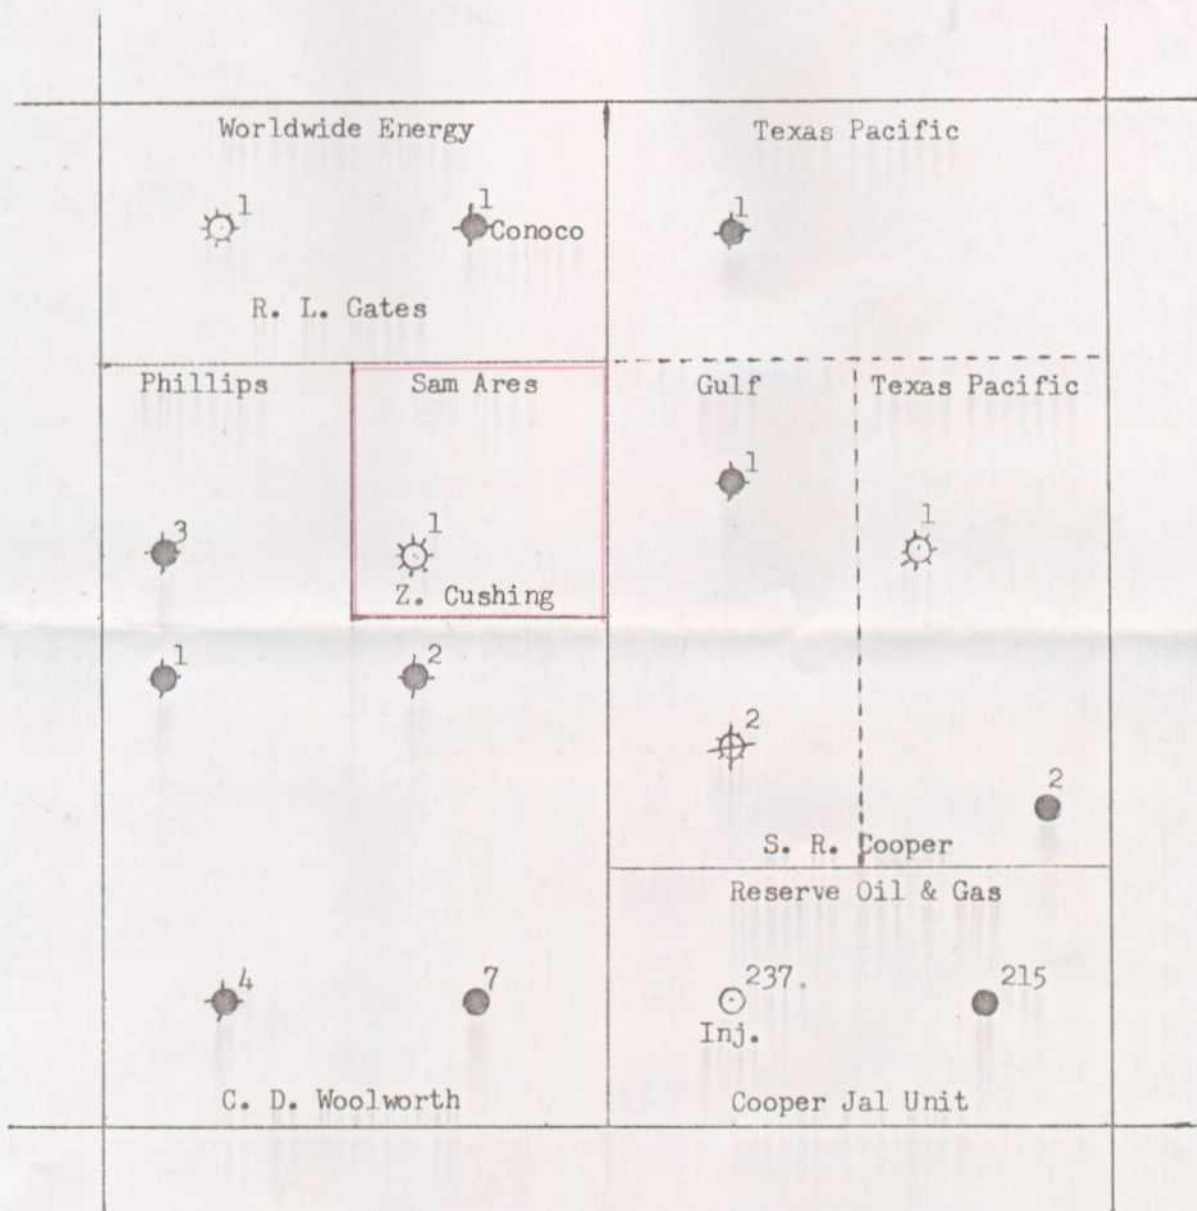 Worldwide Energy
Texas Pacific
1
1
Conoco
1
R. L. Gates
Phillips
Sam Ares
Gulf
Texas Pacific
1
3
1
1
Z. Cushing
1
2
2
2
S. R. Cooper
Reserve Oil & Gas
4
7
237.
215
Inj.
C. D. Woolworth
Cooper Jal Unit